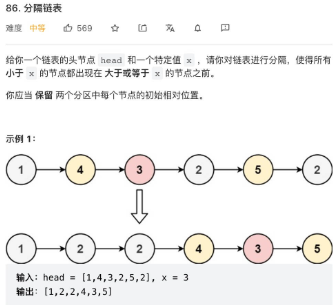 86. 分隔链表
难度 中等 569
给你一个链表的头节点 head 和一个特定值 x ，请你对链表进行分隔，使得所有
小于 x 的节点都出现在 大于或等于 x 的节点之前。
你应当 保留 两个分区中每个节点的初始相对位置。
示例 1：
1 4 3 2 5 2
1 2 2 4 3 5
输入：head = [1,4,3,2,5,2], x = 3
输出：[1,2,2,4,3,5]